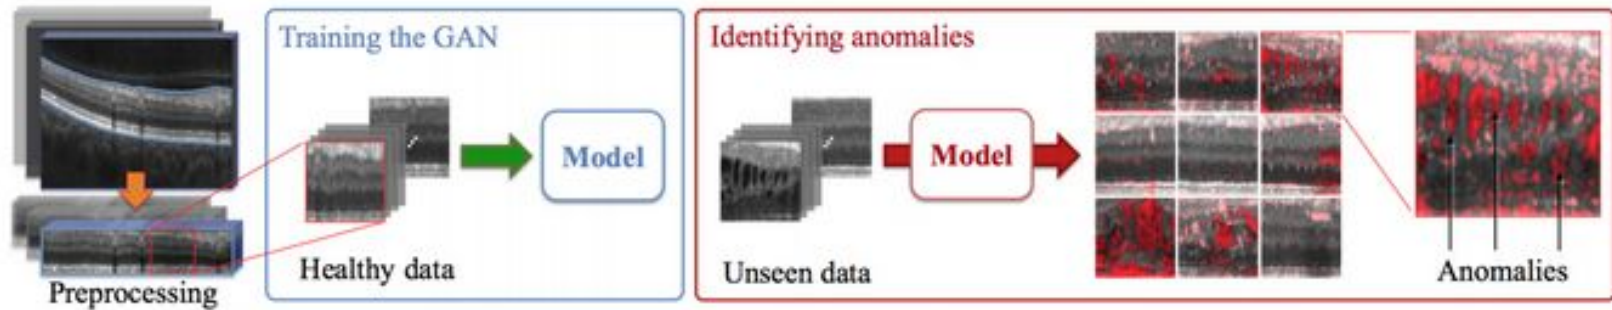 Training the GAN
Identifying anomalies
Model
Model
Healthy data
Unseen data
Anomalies
Preprocessing